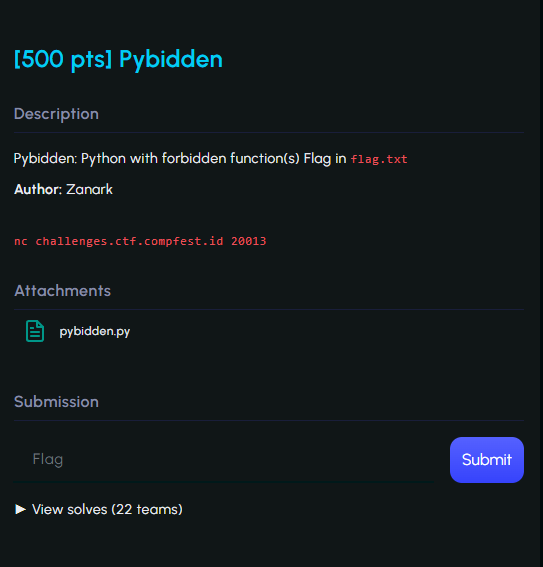 [500 pts] Pybidden
Description
Pybidden: Python with forbidden function(s) Flag in flag.txt
Author: Zanark
nc challenges.ctf.compfest.id 20013
Attachments
pybidden.py
Submission
Flag
Submit
▶ View solves (22 teams)